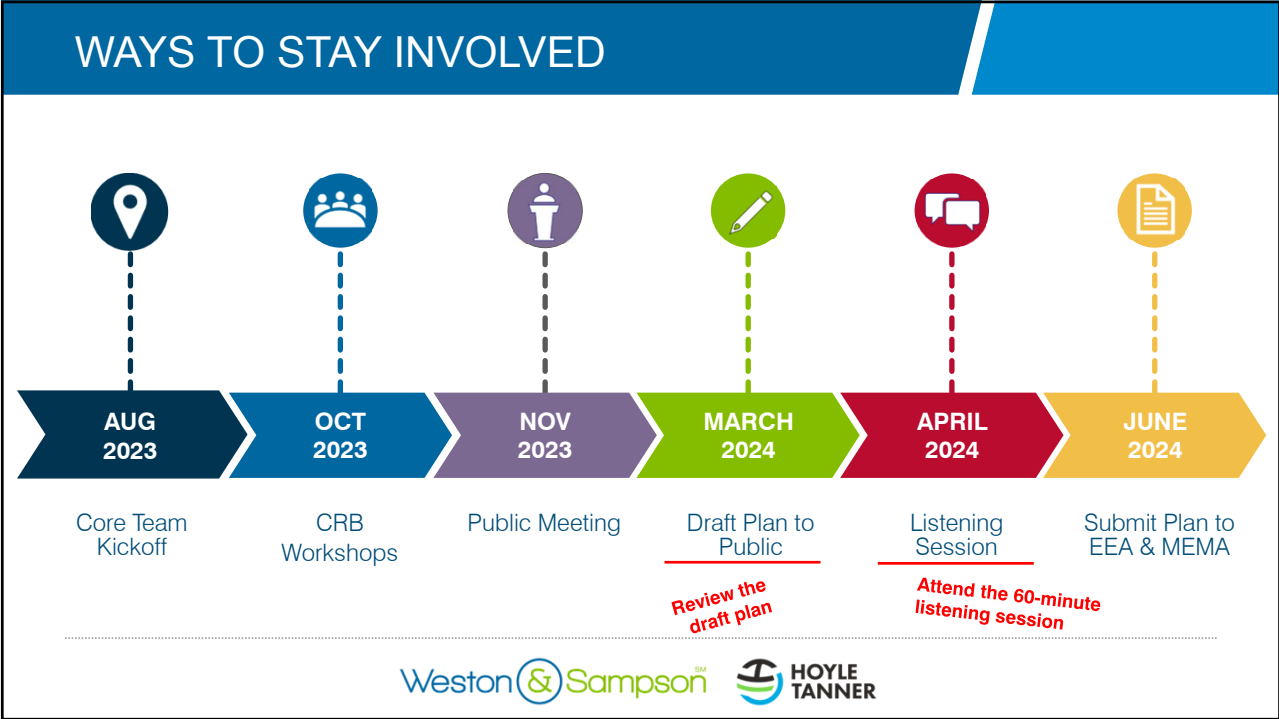 WAYS TO STAY INVOLVED
AUG
2023
OCT
2023
NOV
2023
MARCH
2024
APRIL
2024
JUNE
2024
Core Team
Kickoff
CRB
Workshops
Public Meeting
Draft Plan to
Public
Listening
Session
Submit Plan to
EEA & MEMA
Review the
draft plan
Attend the 60-minute
listening session
Weston & Sampson℠
HOYLE
TANNER